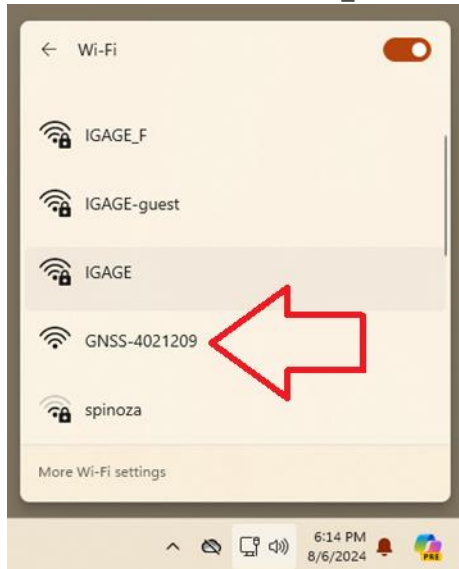 Wi-Fi
IGAGE_F
IGAGE-guest
IGAGE
GNSS-4021209
spinoza
More Wi-Fi settings
6:14 PM
8/6/2024
PRE